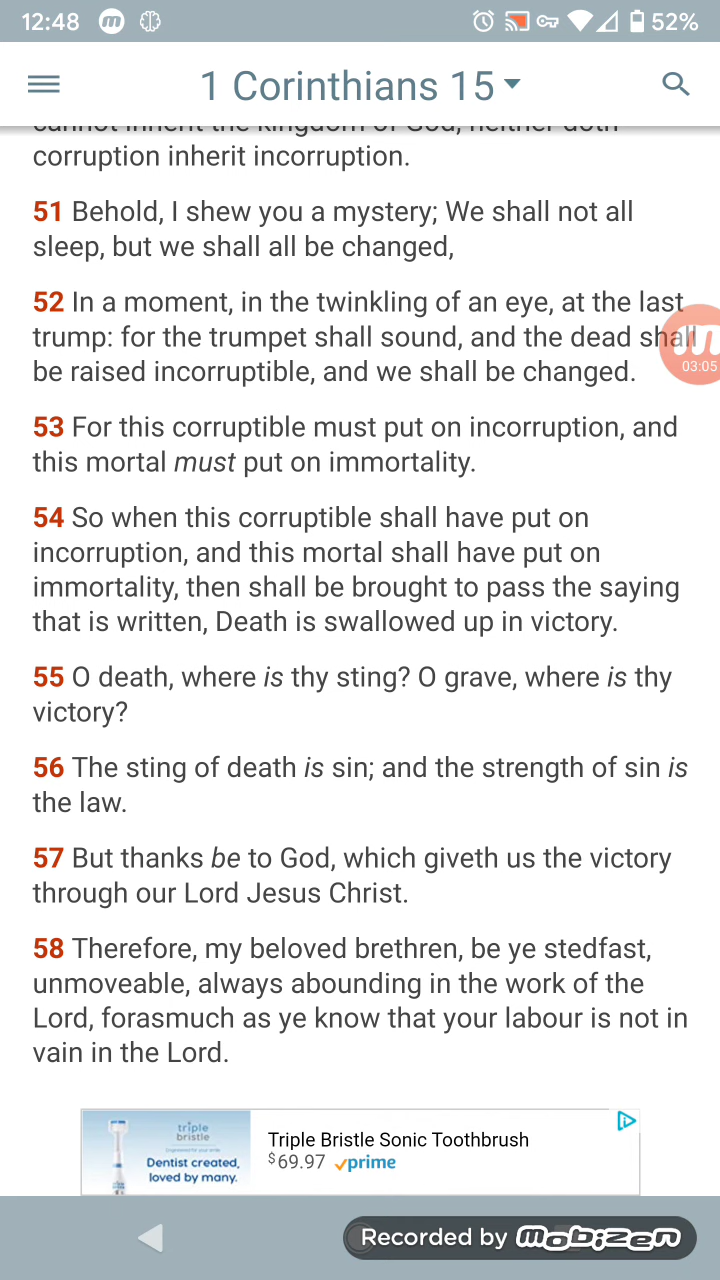 12:48
52%
1 Corinthians 15
cannot inherit the kingdom of God; neither doth
corruption inherit incorruption.
51 Behold, I shew you a mystery; We shall not all
sleep, but we shall all be changed,
52 In a moment, in the twinkling of an eye, at the last
trump: for the trumpet shall sound, and the dead shall
be raised incorruptible, and we shall be changed.
03:05
53 For this corruptible must put on incorruption, and
this mortal must put on immortality.
54 So when this corruptible shall have put on
incorruption, and this mortal shall have put on
immortality, then shall be brought to pass the saying
that is written, Death is swallowed up in victory.
55 O death, where is thy sting? O grave, where is thy
victory?
56 The sting of death is sin; and the strength of sin is
the law.
57 But thanks be to God, which giveth us the victory
through our Lord Jesus Christ.
58 Therefore, my beloved brethren, be ye stedfast,
unmoveable, always abounding in the work of the
Lord, forasmuch as ye know that your labour is not in
vain in the Lord.
triple
bristle
Dentist created,
loved by many.
Triple Bristle Sonic Toothbrush
$69.97 prime
Recorded by mobizen